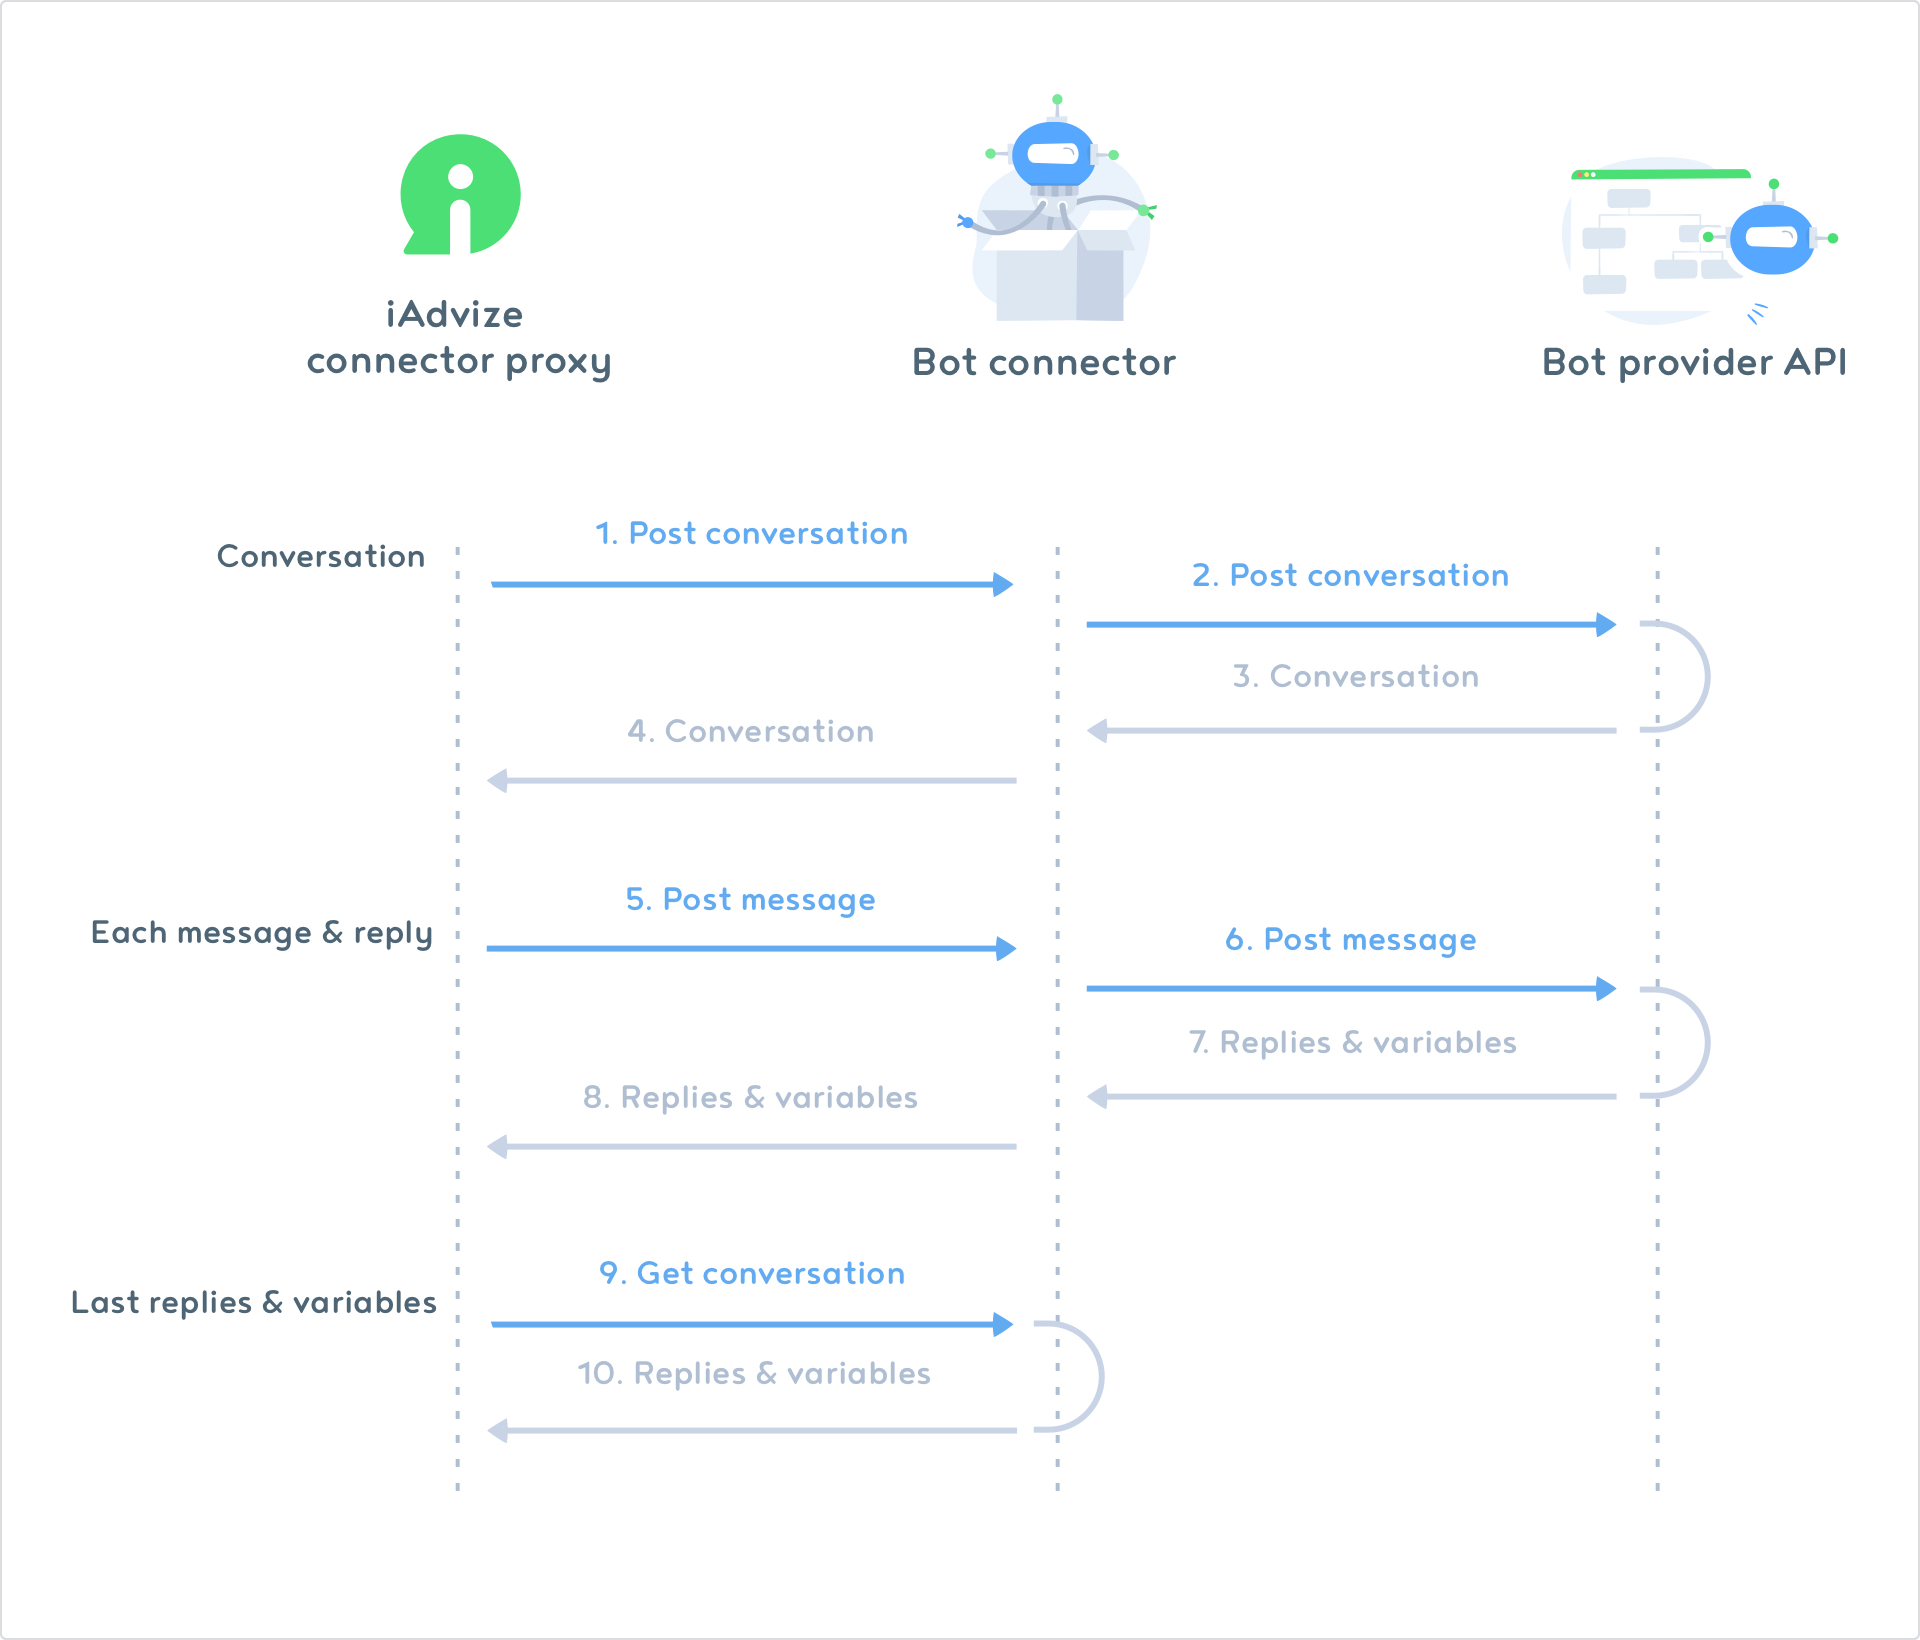 iAdvize
connector proxy
Bot connector
Bot provider API
Conversation
1. Post conversation
2. Post conversation
3. Conversation
4. Conversation
Each message & reply
5. Post message
6. Post message
7. Replies & variables
8. Replies & variables
Last replies & variables
9. Get conversation
10. Replies & variables